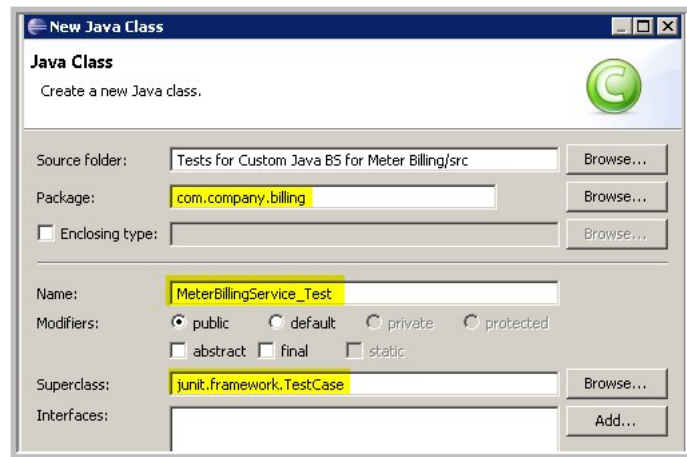 New Java Class
Java Class
Create a new Java class.
Source folder: Tests for Custom Java BS for Meter Billing/src Browse...
Package: com.company.billing Browse...
Enclosing type: Browse...
Name: MeterBillingService_Test
Modifiers: public default private protected
abstract final static
Superclass: junit.framework.TestCase Browse...
Interfaces: Add...